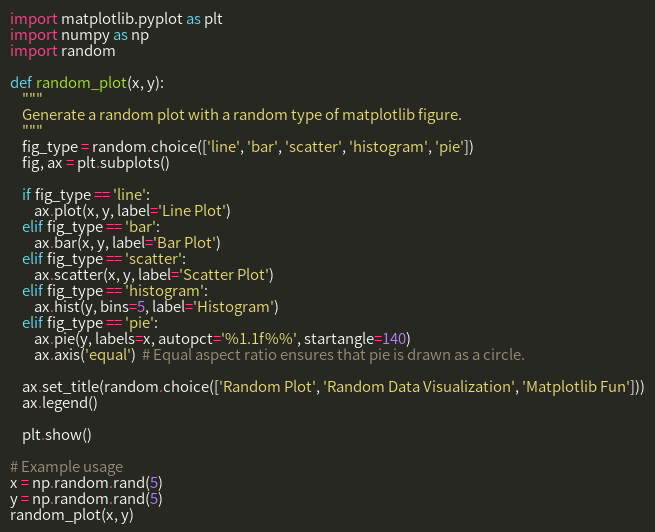 import matplotlib.pyplot as plt
import numpy as np
import random

def random_plot(x, y):
    """
    Generate a random plot with a random type of matplotlib figure.
    """
    fig_type = random.choice(['line', 'bar', 'scatter', 'histogram', 'pie'])
    fig, ax = plt.subplots()

    if fig_type == 'line':
        ax.plot(x, y, label='Line Plot')
    elif fig_type == 'bar':
        ax.bar(x, y, label='Bar Plot')
    elif fig_type == 'scatter':
        ax.scatter(x, y, label='Scatter Plot')
    elif fig_type == 'histogram':
        ax.hist(y, bins=5, label='Histogram')
    elif fig_type == 'pie':
        ax.pie(y, labels=x, autopct='%1.1f%%', startangle=140)
        ax.axis('equal')  # Equal aspect ratio ensures that pie is drawn as a circle.

    ax.set_title(random.choice(['Random Plot', 'Random Data Visualization', 'Matplotlib Fun']))
    ax.legend()

    plt.show()

# Example usage
x = np.random.rand(5)
y = np.random.rand(5)
random_plot(x, y)